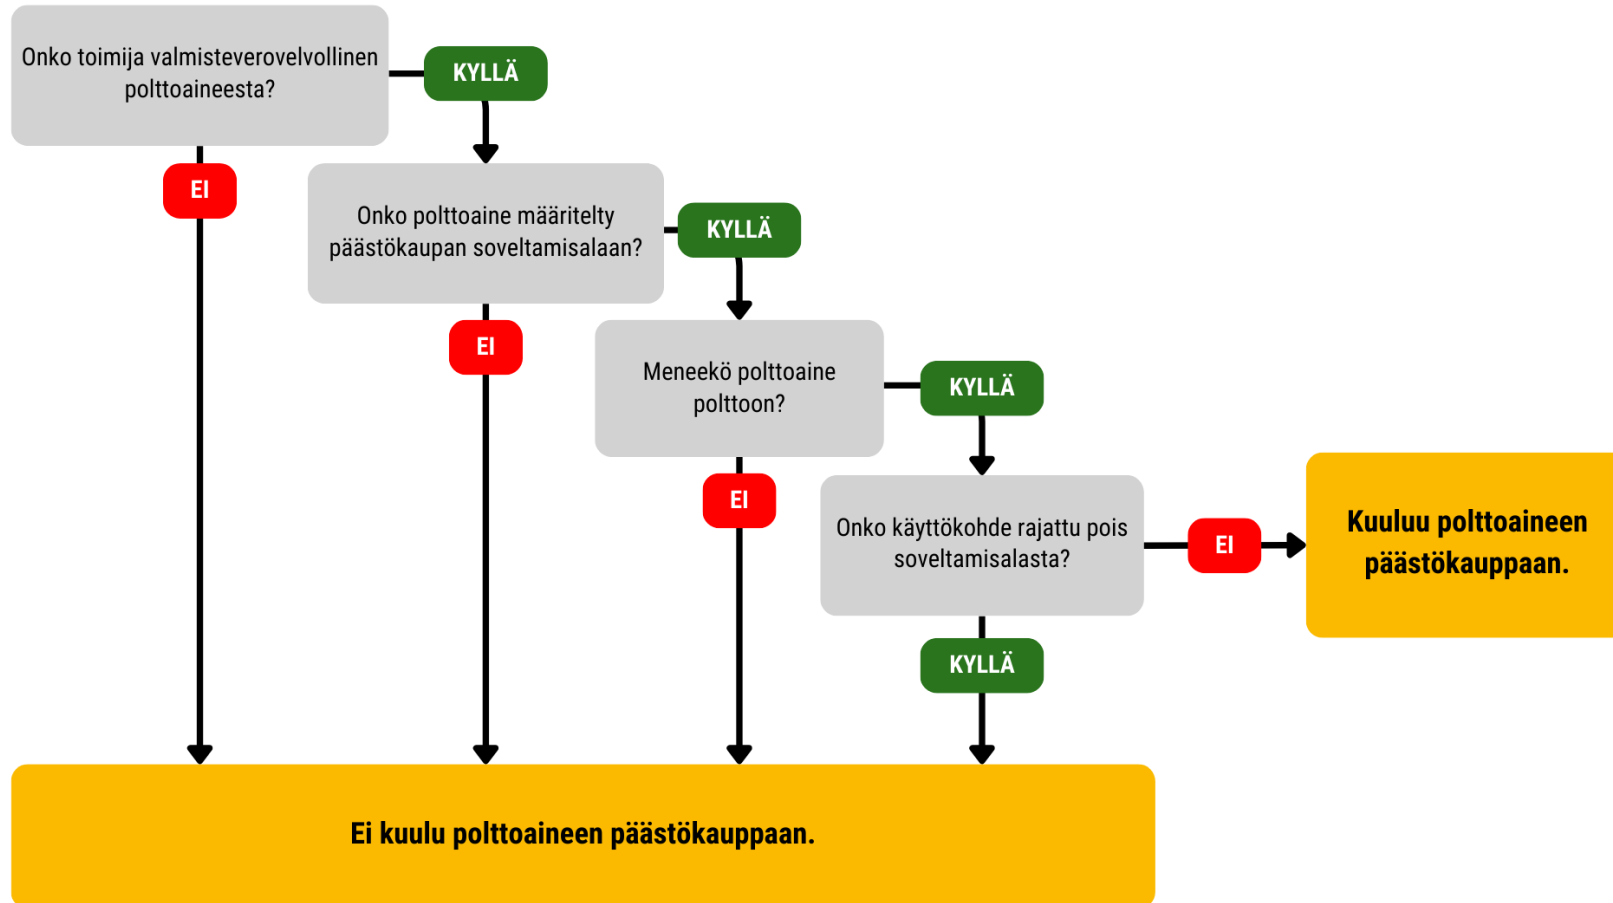 Onko toimija valmisteverovelvollinen
polttoaineesta?
KYLLÄ
EI
Onko polttoaine määritelty
päästökaupan soveltamisalaan?
KYLLÄ
EI
Meneekö polttoaine
polttoon?
KYLLÄ
EI
Onko käyttökohde rajattu pois
soveltamisalasta?
EI
Kuuluu polttoaineen
päästökauppaan.
KYLLÄ
Ei kuulu polttoaineen päästökauppaan.